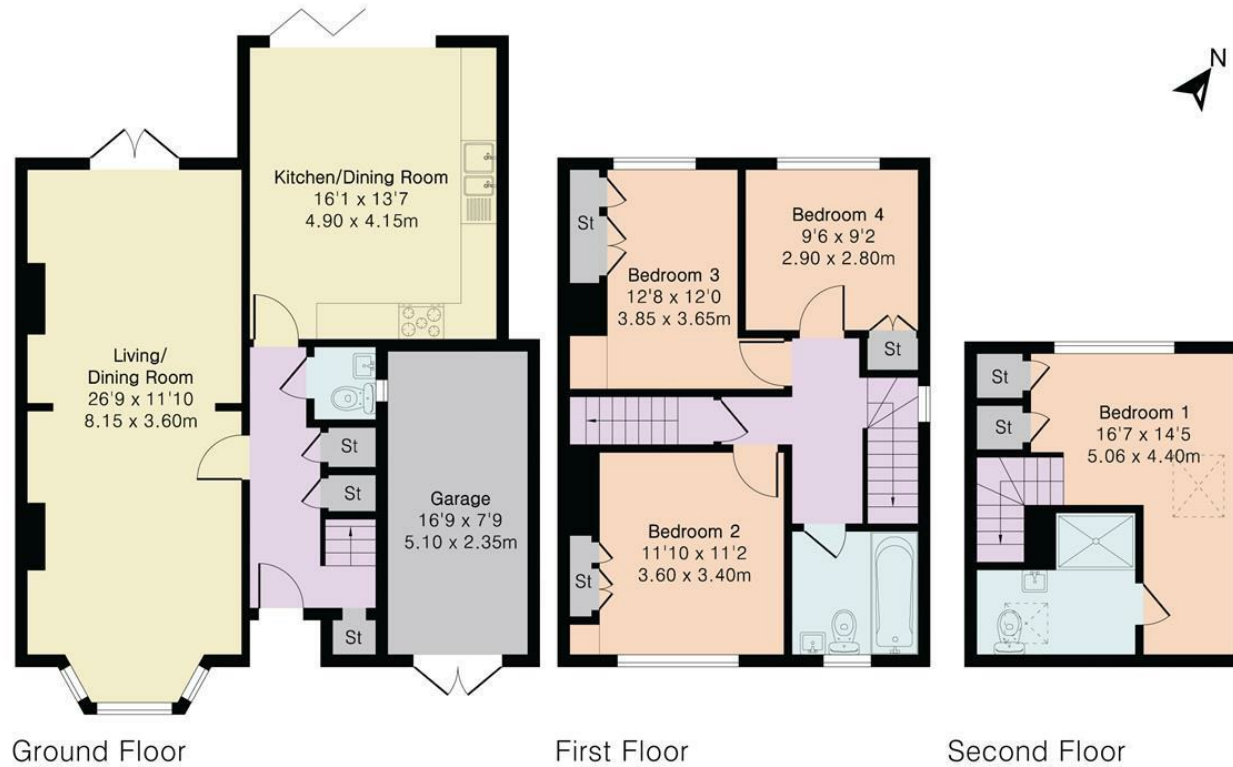 N
Kitchen/Dining Room
16'1 x 13'7
4.90 x 4.15m
Living/
Dining Room
26'9 x 11'10
8.15 x 3.60m
St
St
St
Garage
16'9 x 7'9
5.10 x 2.35m
Ground Floor
St
Bedroom 3
12'8 x 12'0
3.85 x 3.65m
Bedroom 4
9'6 x 9'2
2.90 x 2.80m
St
Bedroom 2
11'10 x 11'2
3.60 x 3.40m
St
First Floor
St
St
Bedroom 1
16'7 x 14'5
5.06 x 4.40m
Second Floor